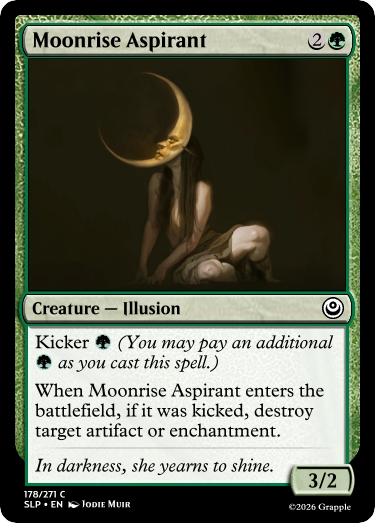 Moonrise Aspirant 2
Creature — Illusion
Kicker (You may pay an additional
as you cast this spell.)
When Moonrise Aspirant enters the
battlefield, if it was kicked, destroy
target artifact or enchantment.
In darkness, she yearns to shine.
3/2
178/271 C
SLP • EN Jodie Muir
©2026 Grapple